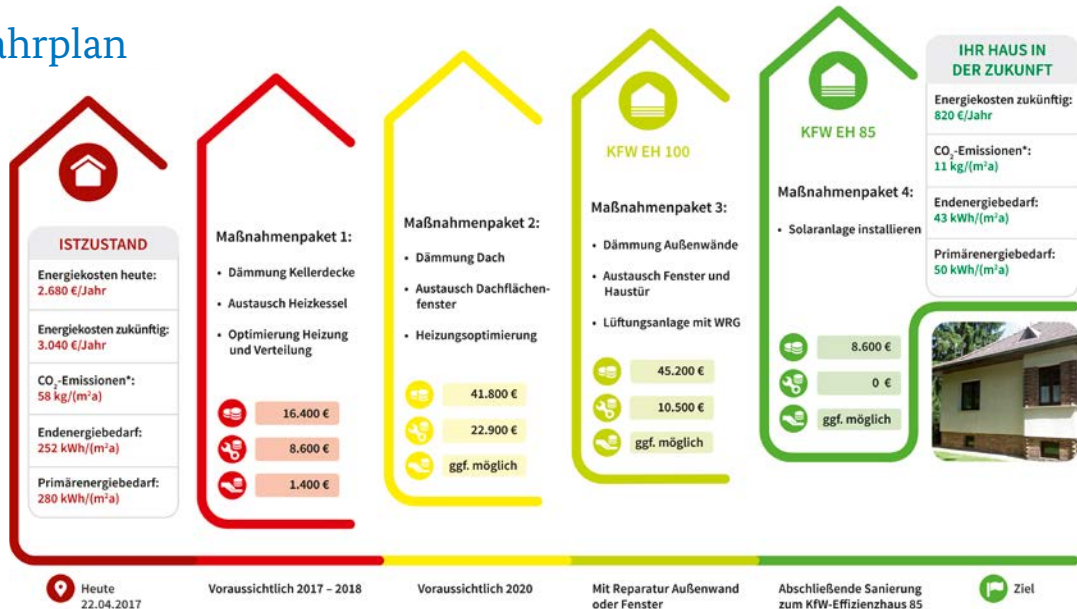 ahrplan
ISTZUSTAND
Energiekosten heute:
2.680 €/Jahr
Energiekosten zukünftig:
3.040 €/Jahr
CO₂-Emissionen*:
58 kg/(m²a)
Endenergiebedarf:
252 kWh/(m²a)
Primärenergiebedarf:
280 kWh/(m²a)
Maßnahmenpaket 1:
• Dämmung Kellerdecke
• Austausch Heizkessel
• Optimierung Heizung
und Verteilung
16.400 €
8.600 €
1.400 €
Maßnahmenpaket 2:
• Dämmung Dach
• Austausch Dachflächen-
fenster
• Heizungsoptimierung
41.800 €
22.900 €
ggf. möglich
KFW EH 100
Maßnahmenpaket 3:
• Dämmung Außenwände
• Austausch Fenster und
Haustür
• Lüftungsanlage mit WRG
45.200 €
10.500 €
ggf. möglich
KFW EH 85
Maßnahmenpaket 4:
• Solaranlage installieren
8.600 €
0 €
ggf. möglich
IHR HAUS IN
DER ZUKUNFT
Energiekosten zukünftig:
820 €/Jahr
CO₂-Emissionen*:
11 kg/(m²a)
Endenergiebedarf:
43 kWh/(m²a)
Primärenergiebedarf:
50 kWh/(m²a)
Heute
22.04.2017
Voraussichtlich 2017 – 2018
Voraussichtlich 2020
Mit Reparatur Außenwand
oder Fenster
Abschließende Sanierung
zum KfW-Effizienzhaus 85
Ziel